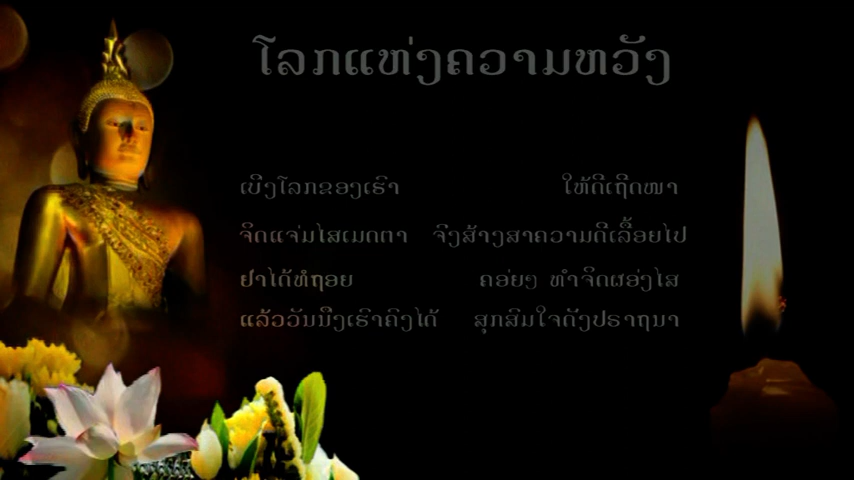 ໂລກແຫ່ງຄວາມຫວັງ
ເບີງໂລກຂອງເຮົາ ໃຫ້ດີເຖີດໜາ
ຈິດແຈ່ມໄສເມດຕາ ຈົງສ້າງສາຄວາມດີເລື້ອຍໄປ
ຢ່າໄດ້ທໍຖອຍ ຄອ່ຍໆ ທຳຈິດຜອ່ງໄສ
ແລ້ວວັນນຶງເຮົາຄົງໄດ້ ສຸກສົມໃຈດັງປຣາຖນາ